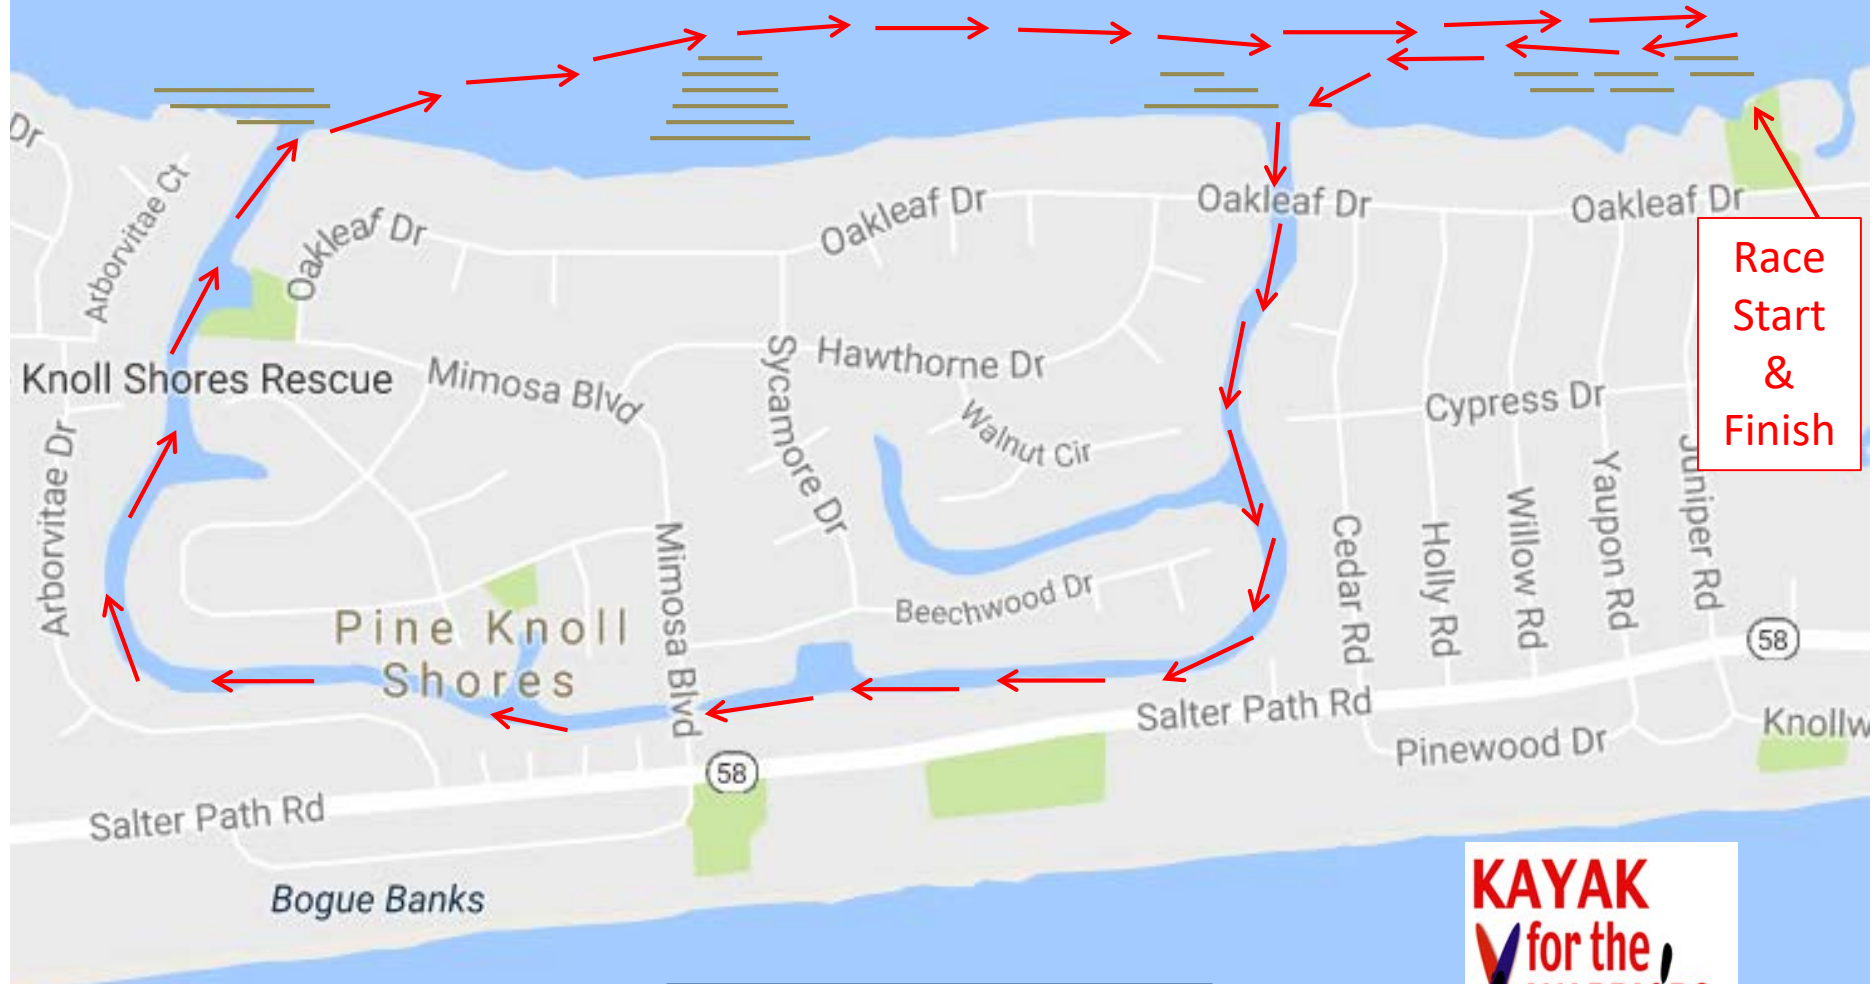 Dr
Arborvitae Ct
Oakleaf Dr
Oakleaf Dr
Oakleaf Dr
Oakleaf Dr
Race
Start
&
Finish
Knoll Shores Rescue
Mimosa Blvd
Sycamore Dr
Hawthorne Dr
Walnut Cir
Cypress Dr
Arborvitae Dr
Mimosa Blvd
Beechwood Dr
Cedar Rd
Holly Rd
Willow Rd
Yaupon Rd
Juniper Rd
Pine Knoll
Shores
58
Salter Path Rd
Pinewood Dr
Knollw
58
Salter Path Rd
Bogue Banks
KAYAK
for the